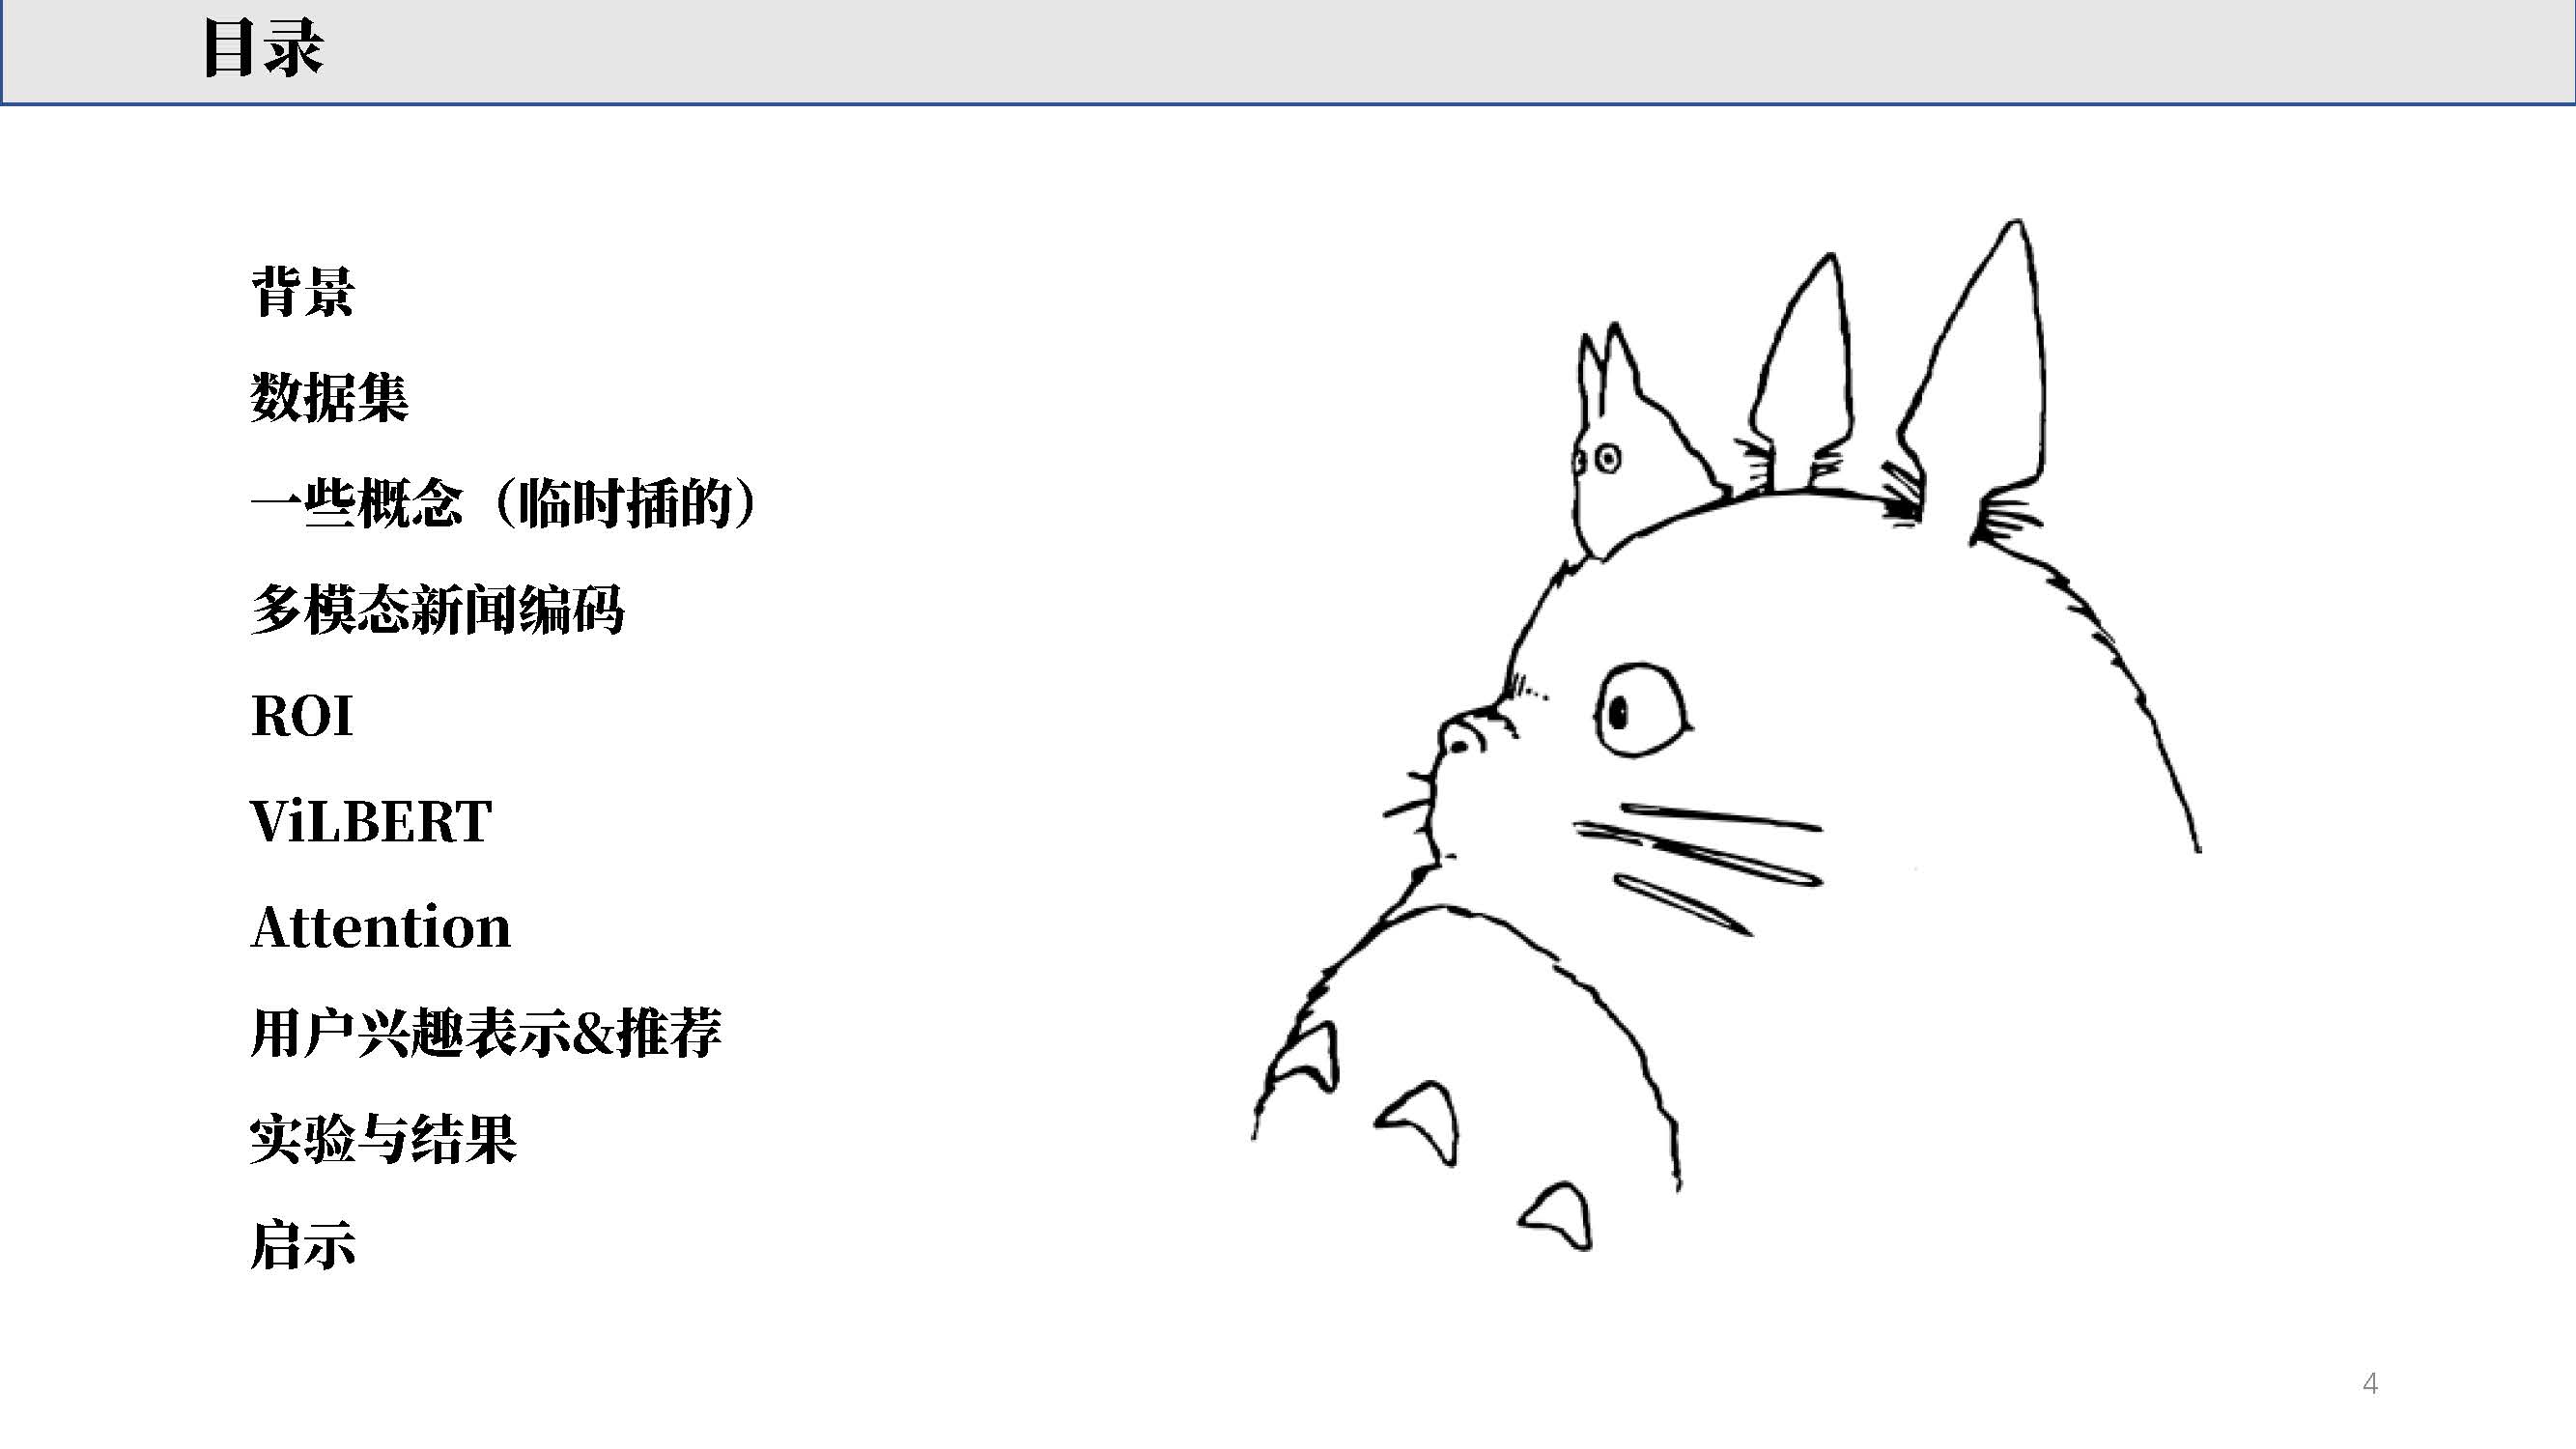 目录
背景
数据集
一些概念（临时插的）
多模态新闻编码
ROI
ViLBERT
Attention
用户兴趣表示&推荐
实验与结果
启示
4